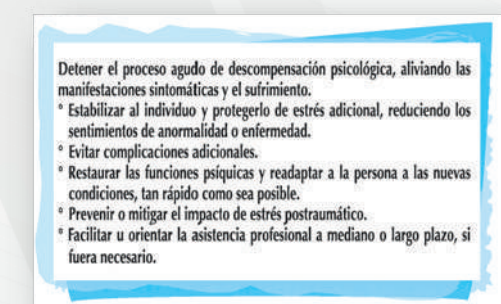 Detener el proceso agudo de descompensación psicológica, aliviando las
manifestaciones sintomáticas y el sufrimiento.
° Estabilizar al individuo y protegerlo de estrés adicional, reduciendo los
sentimientos de anormalidad o enfermedad.
° Evitar complicaciones adicionales.
° Restaurar las funciones psíquicas y readaptar a la persona a las nuevas
condiciones, tan rápido como sea posible.
° Prevenir o mitigar el impacto de estrés postraumático.
° Facilitar u orientar la asistencia profesional a mediano o largo plazo, si
fuera necesario.